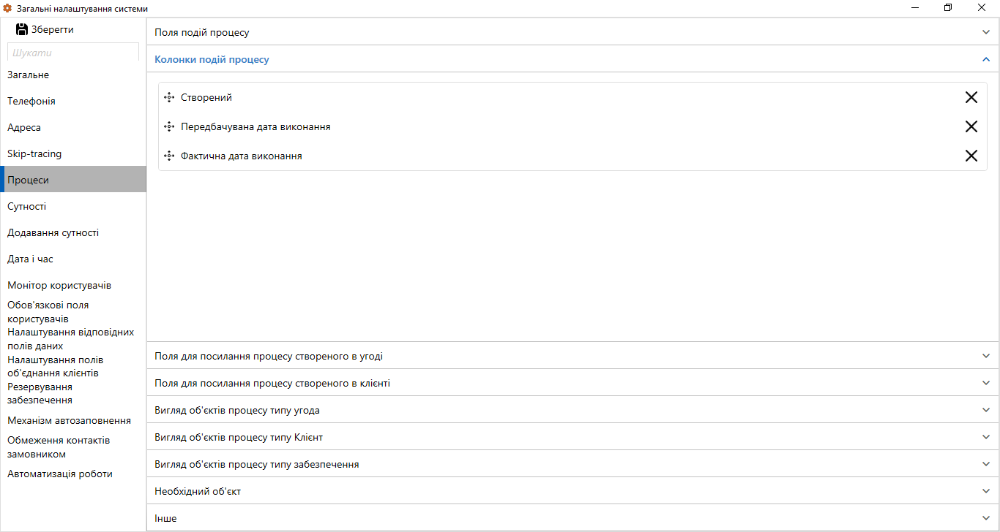 Загальні налаштування системи
Зберегти
Шукати
Загальне
Телефонія
Адреса
Skip-tracing
Процеси
Сутності
Додавання сутності
Дата і час
Монітор користувачів
Обов'язкові поля
користувачів
Налаштування відповідних
полів даних
Налаштування полів
об'єднання клієнтів
Резервування
забезпечення
Механізм автозаповнення
Обмеження контактів
замовником
Автоматизація роботи
Поля подій процесу
Колонки подій процесу
Створений
Передбачувана дата виконання
Фактична дата виконання
Поля для посилання процесу створеного в угоді
Поля для посилання процесу створеного в клієнті
Вигляд об'єктів процесу типу угода
Вигляд об'єктів процесу типу Клієнт
Вигляд об'єктів процесу типу забезпечення
Необхідний об'єкт
Інше